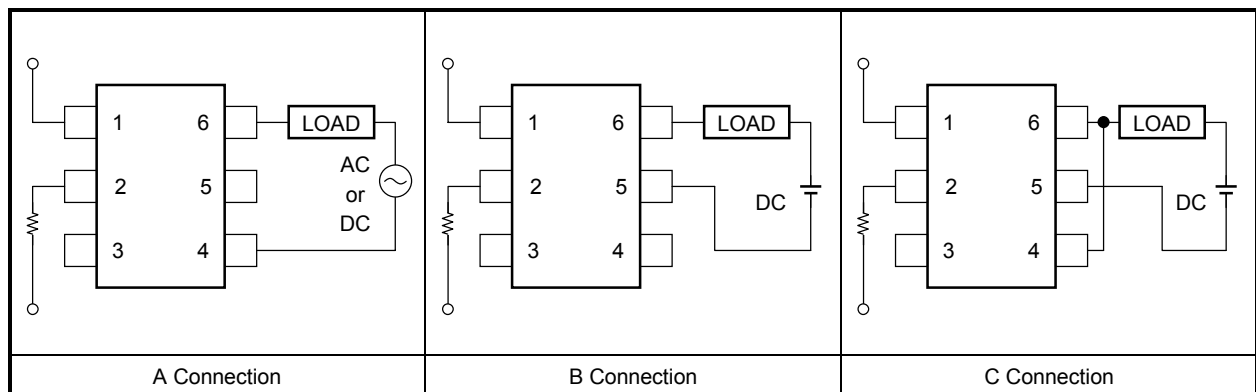 1 6 LOAD
2 5
3 4
AC
or
DC
A Connection
1 6 LOAD
2 5 DC
3 4
B Connection
1 6 LOAD
2 5 DC
3 4
C Connection